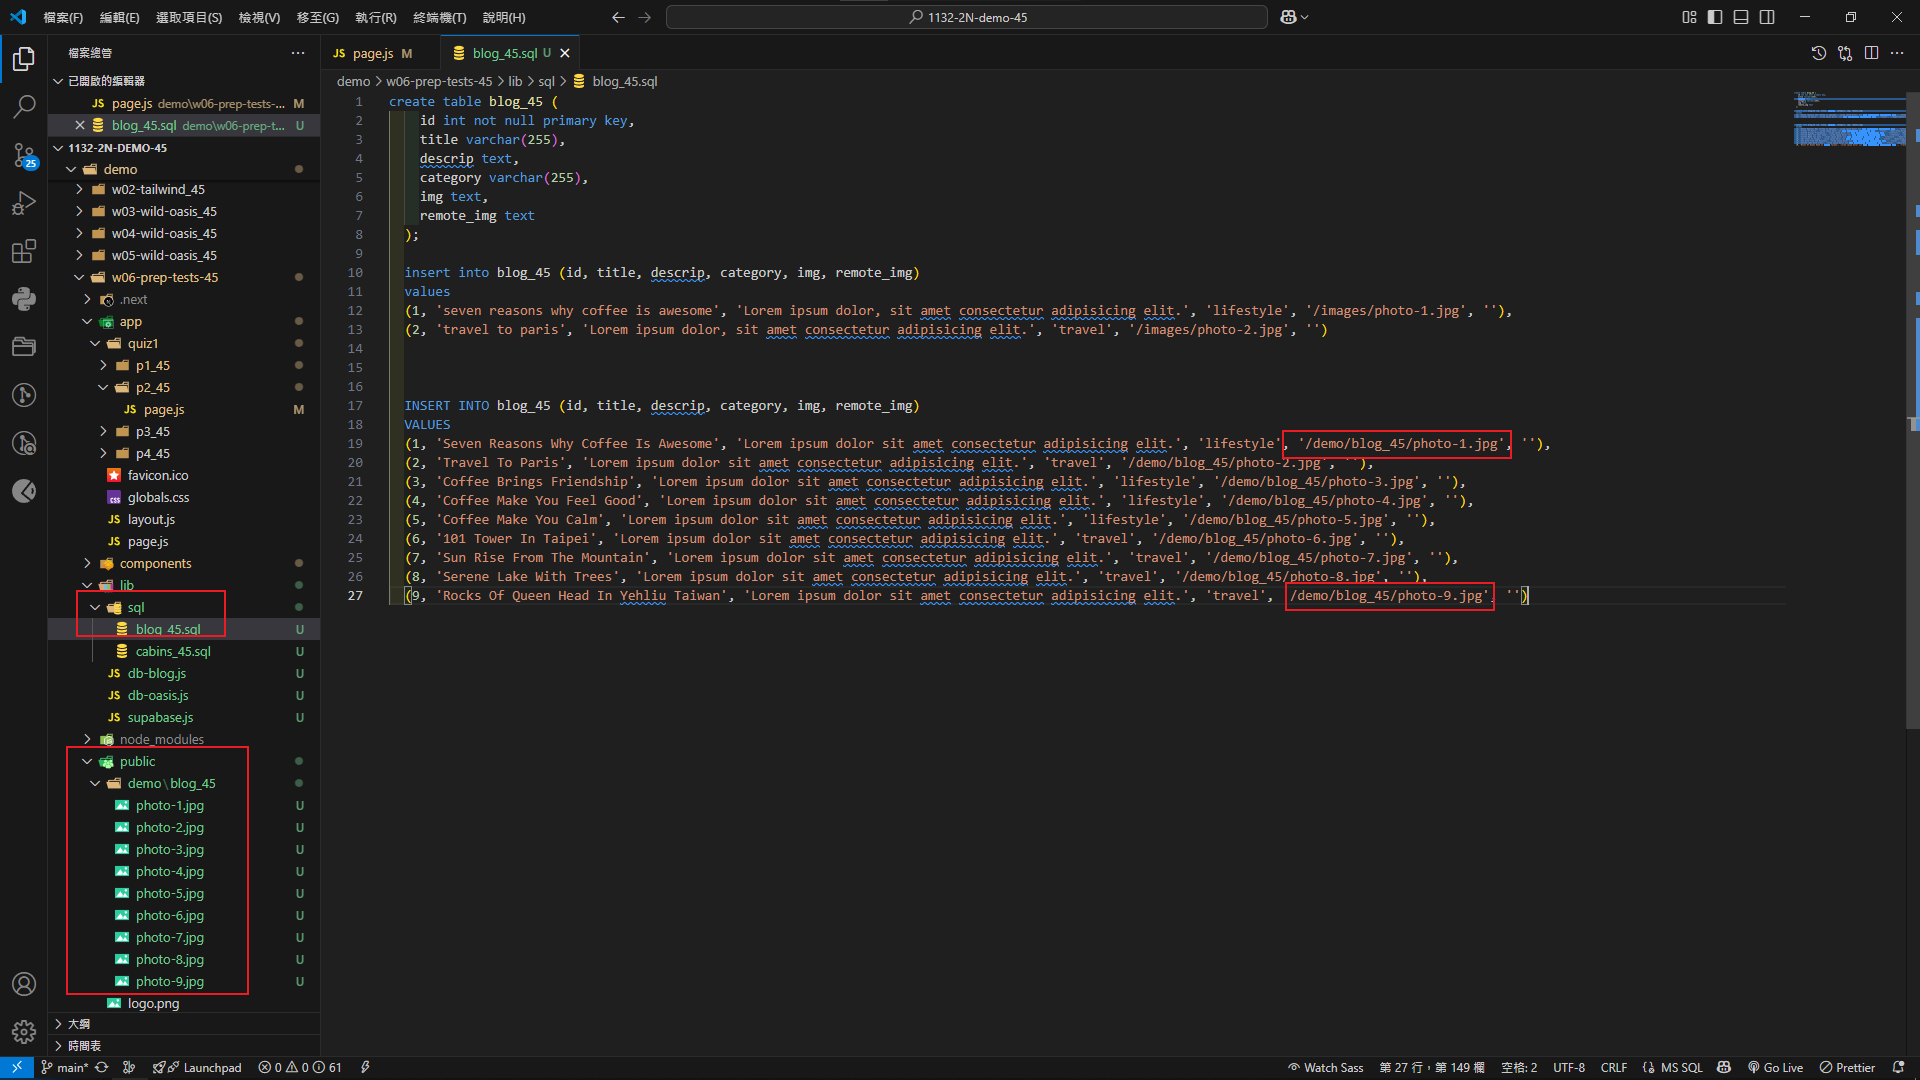 檔案(F) 編輯(E) 選取項目(S) 檢視(V) 移至(G) 執行(R) 終端機(T) 說明(H) 1132-2N-demo-45
檔案總管
已開啟的編輯器
JS page.js demo\w06-prep-tests-... M
blog_45.sql demo\w06-prep-t... U
1132-2N-DEMO-45
demo
w02-tailwind_45
w03-wild-oasis_45
w04-wild-oasis_45
w05-wild-oasis_45
w06-prep-tests-45
.next
app
quiz1
p1_45
p2_45
JS page.js M
p3_45
p4_45
favicon.ico
globals.css
JS layout.js
JS page.js
components
lib
sql
blog_45.sql U
cabins_45.sql U
JS db-blog.js U
JS db-oasis.js U
JS supabase.js U
node_modules
public
demo\blog_45
photo-1.jpg U
photo-2.jpg U
photo-3.jpg U
photo-4.jpg U
photo-5.jpg U
photo-6.jpg U
photo-7.jpg U
photo-8.jpg U
photo-9.jpg U
logo.png
大綱
時間表
25
JS page.js M blog_45.sql U
demo > w06-prep-tests-45 > lib > sql > blog_45.sql
1 create table blog_45 (
2 id int not null primary key,
3 title varchar(255),
4 descrip text,
5 category varchar(255),
6 img text,
7 remote_img text
8 );
9
10 insert into blog_45 (id, title, descrip, category, img, remote_img)
11 values
12 (1, 'seven reasons why coffee is awesome', 'Lorem ipsum dolor, sit amet consectetur adipisicing elit.', 'lifestyle', '/images/photo-1.jpg', ''),
13 (2, 'travel to paris', 'Lorem ipsum dolor, sit amet consectetur adipisicing elit.', 'travel', '/images/photo-2.jpg', '')
14
15
16
17 INSERT INTO blog_45 (id, title, descrip, category, img, remote_img)
18 VALUES
19 (1, 'Seven Reasons Why Coffee Is Awesome', 'Lorem ipsum dolor sit amet consectetur adipisicing elit.', 'lifestyle', '/demo/blog_45/photo-1.jpg', ''),
20 (2, 'Travel To Paris', 'Lorem ipsum dolor sit amet consectetur adipisicing elit.', 'travel', '/demo/blog_45/photo-2.jpg', ''),
21 (3, 'Coffee Brings Friendship', 'Lorem ipsum dolor sit amet consectetur adipisicing elit.', 'lifestyle', '/demo/blog_45/photo-3.jpg', ''),
22 (4, 'Coffee Make You Feel Good', 'Lorem ipsum dolor sit amet consectetur adipisicing elit.', 'lifestyle', '/demo/blog_45/photo-4.jpg', ''),
23 (5, 'Coffee Make You Calm', 'Lorem ipsum dolor sit amet consectetur adipisicing elit.', 'lifestyle', '/demo/blog_45/photo-5.jpg', ''),
24 (6, '101 Tower In Taipei', 'Lorem ipsum dolor sit amet consectetur adipisicing elit.', 'travel', '/demo/blog_45/photo-6.jpg', ''),
25 (7, 'Sun Rise From The Mountain', 'Lorem ipsum dolor sit amet consectetur adipisicing elit.', 'travel', '/demo/blog_45/photo-7.jpg', ''),
26 (8, 'Serene Lake With Trees', 'Lorem ipsum dolor sit amet consectetur adipisicing elit.', 'travel', '/demo/blog_45/photo-8.jpg', ''),
27 (9, 'Rocks Of Queen Head In Yehliu Taiwan', 'Lorem ipsum dolor sit amet consectetur adipisicing elit.', 'travel', '/demo/blog_45/photo-9.jpg', '')
main* Launchpad 0 0 61 Watch Sass 第 27 行，第 149 欄 空格: 2 UTF-8 CRLF MS SQL Go Live Prettier